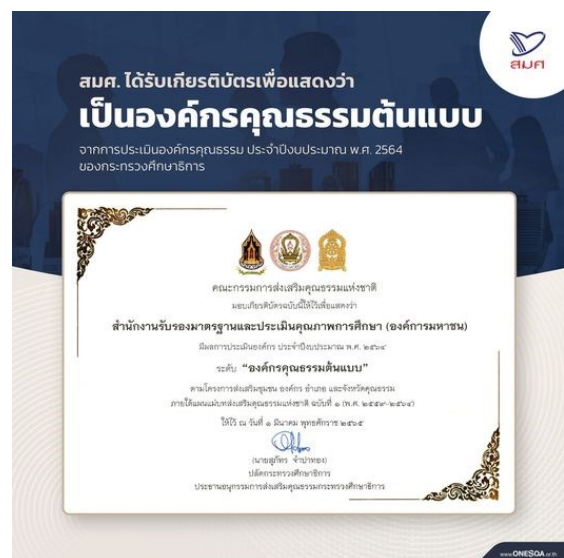 สมศ
สมศ. ได้รับเกียรติบัตรเพื่อแสดงว่า
เป็นองค์กรคุณธรรมต้นแบบ
จากการประเมินองค์กรคุณธรรม ประจำปีงบประมาณ พ.ศ. 2564
ของกระทรวงศึกษาธิการ
คณะกรรมการส่งเสริมคุณธรรมแห่งชาติ
มอบเกียรติบัตรฉบับนี้ให้ไว้เพื่อแสดงว่า
สำนักงานรับรองมาตรฐานและประเมินคุณภาพการศึกษา (องค์การมหาชน)
มีผลการประเมินองค์กร ประจำปีงบประมาณ พ.ศ. ๒๕๖๔
ระดับ “องค์กรคุณธรรมต้นแบบ”
ตามโครงการส่งเสริมชุมชน องค์กร อำเภอ และจังหวัดคุณธรรม
ภายใต้แผนแม่บทส่งเสริมคุณธรรมแห่งชาติ ฉบับที่ ๑ (พ.ศ. ๒๕๕๙-๒๕๖๔)
ให้ไว้ ณ วันที่ ๑ มีนาคม พุทธศักราช ๒๕๖๕
(นายสุภัทร จำปาทอง)
ปลัดกระทรวงศึกษาธิการ
ประธานอนุกรรมการส่งเสริมคุณธรรมกระทรวงศึกษาธิการ
www.ONESQA.or.th